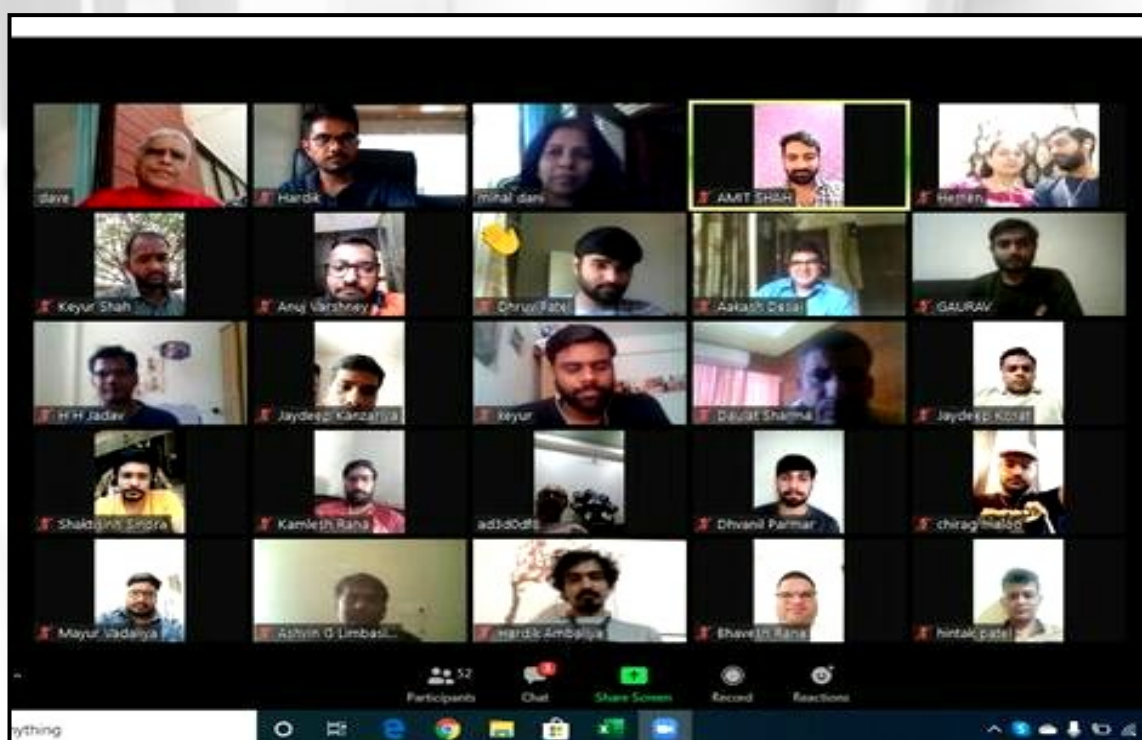 dave
Hardik
minal dani
AMIT SHAH
Hemen
Keyur Shah
Anuj Varshney
Dhruv Patel
Aakash Desai
GAURAV
H H Jadav
Jaydeep Kanzariya
keyur
Daulat Sharma
Jaydeep Korat
Kamlesh Rana
Dhvanil Parmar
Mayur Vadaliya
Ashvin G Limbasi...
Hardik Ambaliya
Bhavesh Rana
hintak patel
52
Participants
Chat
Share Screen
Record
Reactions
ything